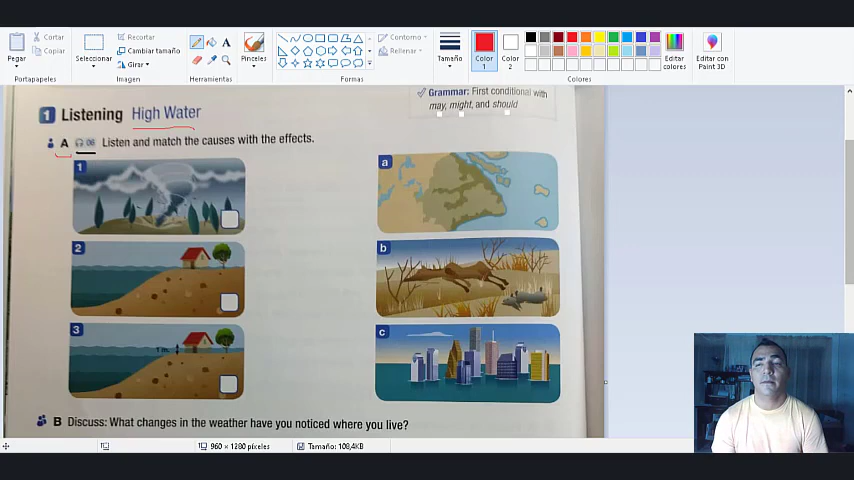 Pegar
Cortar
Copiar
Portapapeles
Seleccionar
Recortar
Cambiar tamaño
Girar
Imagen
A
Herramientas
Pinceles
Formas
Contorno
Rellenar
Tamaño
Color
1
Color
2
Colores
Editar
colores
Editar con
Paint 3D
Grammar: First conditional with
may, might, and should
1 Listening High Water
A 06 Listen and match the causes with the effects.
1
a
2
b
3
1 m.
c
B Discuss: What changes in the weather have you noticed where you live?
960 × 1280 píxeles
Tamaño: 108,4KB